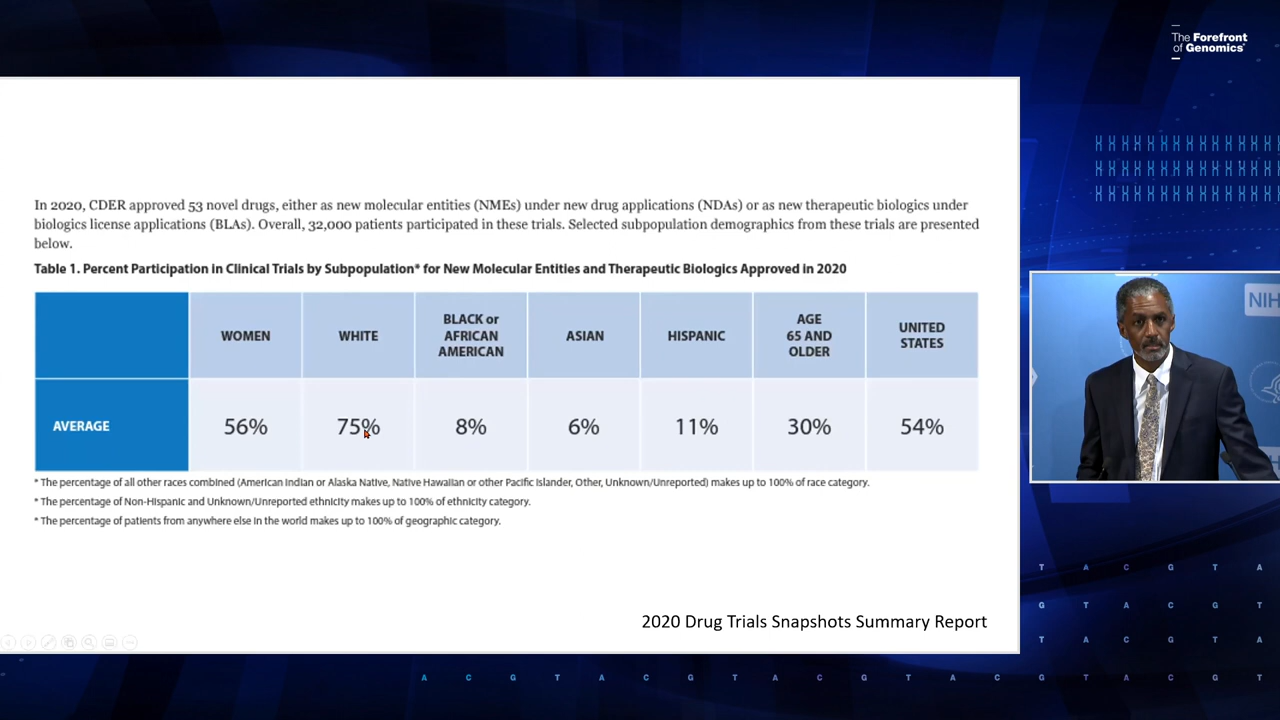 The Forefront
of Genomics
In 2020, CDER approved 53 novel drugs, either as new molecular entities (NMEs) under new drug applications (NDAs) or as new therapeutic biologics under
biologics license applications (BLAs). Overall, 32,000 patients participated in these trials. Selected subpopulation demographics from these trials are presented
below.
Table 1. Percent Participation in Clinical Trials by Subpopulation* for New Molecular Entities and Therapeutic Biologics Approved in 2020
WOMEN WHITE BLACK or AFRICAN AMERICAN ASIAN HISPANIC AGE 65 AND OLDER UNITED STATES
AVERAGE 56% 75% 8% 6% 11% 30% 54%
* The percentage of all other races combined (American Indian or Alaska Native, Native Hawaiian or other Pacific Islander, Other, Unknown/Unreported) makes up to 100% of race category.
* The percentage of Non-Hispanic and Unknown/Unreported ethnicity makes up to 100% of ethnicity category.
* The percentage of patients from anywhere else in the world makes up to 100% of geographic category.
2020 Drug Trials Snapshots Summary Report
NIH
T A C G T A
G T A C G T
T A C G T A
A C G T A C G T A C G T A C G T A C G T